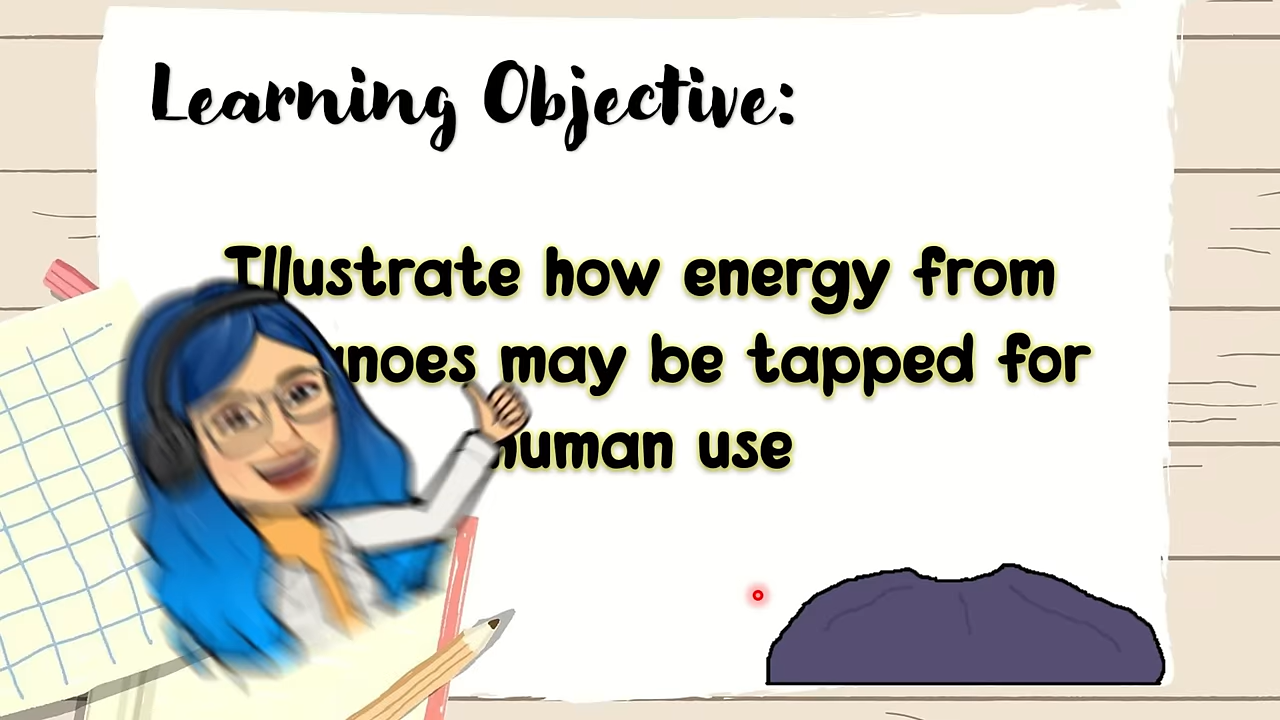 Learning Objective:
Illustrate how energy from
may be tapped for
human use